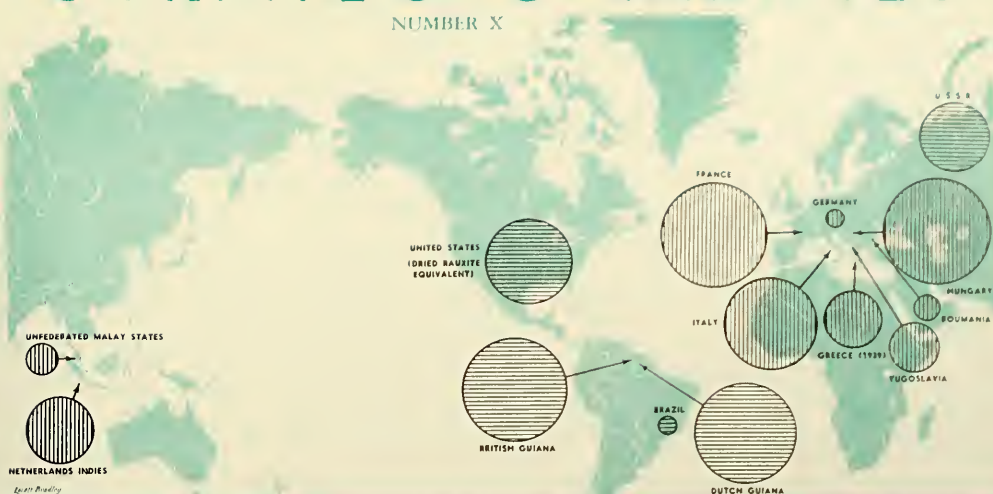 NUMBER X
U S S R
FRANCE
GERMANY
UNITED STATES
(DRIED BAUXITE
EQUIVALENT)
HUNGARY
ROUMANIA
ITALY
GREECE (1939)
YUGOSLAVIA
UNFEDERATED MALAY STATES
BRAZIL
BRITISH GUIANA
NETHERLANDS INDIES
DUTCH GUIANA